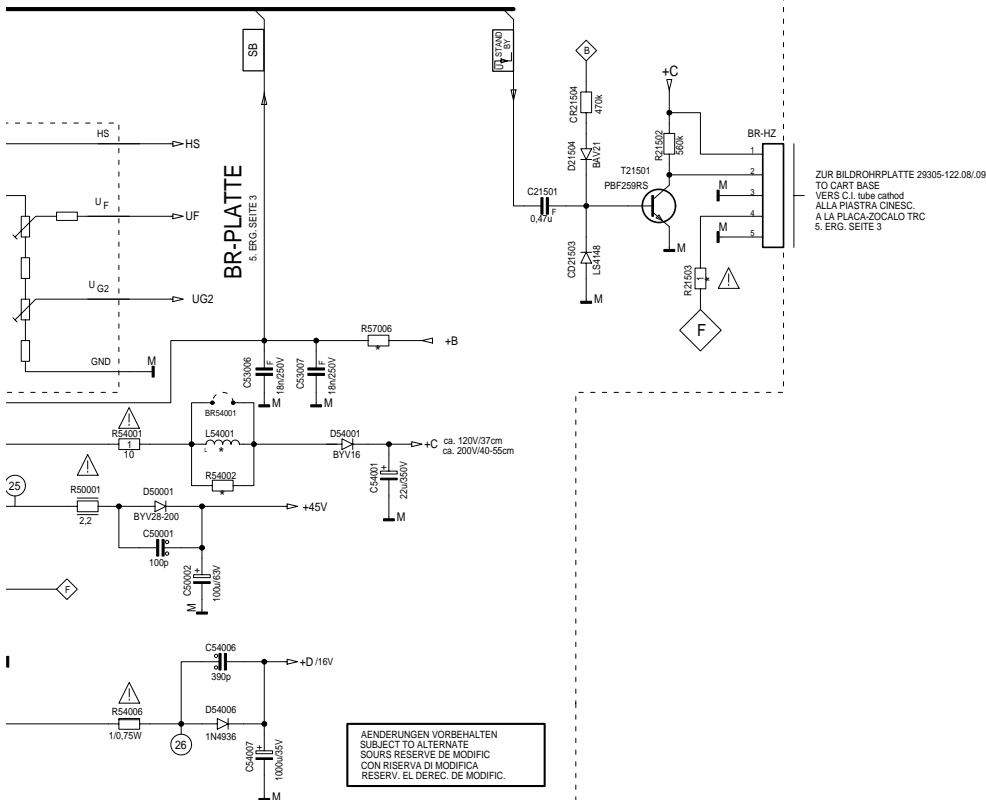 SB
U STAND BY
B
+C
CR21504
470k
D21504
BAV21
R21502
560k
BR-HZ
1
2
3
4
5
M
M
T21501
PBF259RS
C21501
F
0,47u
CD21503
LS4148
M
M
R21503
1
*
F
ZUR BILDROHRPLATTE 29305-122.08/.09
TO CART BASE
VERS C.I. tube cathod
ALLA PIASTRA CINESC.
A LA PLACA-ZOCALO TRC
5. ERG. SEITE 3
HS
HS
U F
UF
U G2
UG2
GND
M
BR-PLATTE
5. ERG. SEITE 3
R57006
*
+B
C53006
F
18n/250V
M
C53007
F
18n/250V
M
BR54001
R54001
1
10
L54001
L
*
R54002
*
D54001
BYV16
+C
ca. 120V/37cm
ca. 200V/40-55cm
C54001
+
22u/350V
M
25
R50001
2,2
D50001
BYV28-200
+45V
C50001
100p
C50002
+
100u/63V
M
F
C54006
390p
+D /16V
R54006
1/0,75W
26
D54006
1N4936
C54007
+
1000u/35V
M
AENDERUNGEN VORBEHALTEN
SUBJECT TO ALTERNATE
SOURS RESERVE DE MODIFIC
CON RISERVA DI MODIFICA
RESERV. EL DEREC. DE MODIFIC.